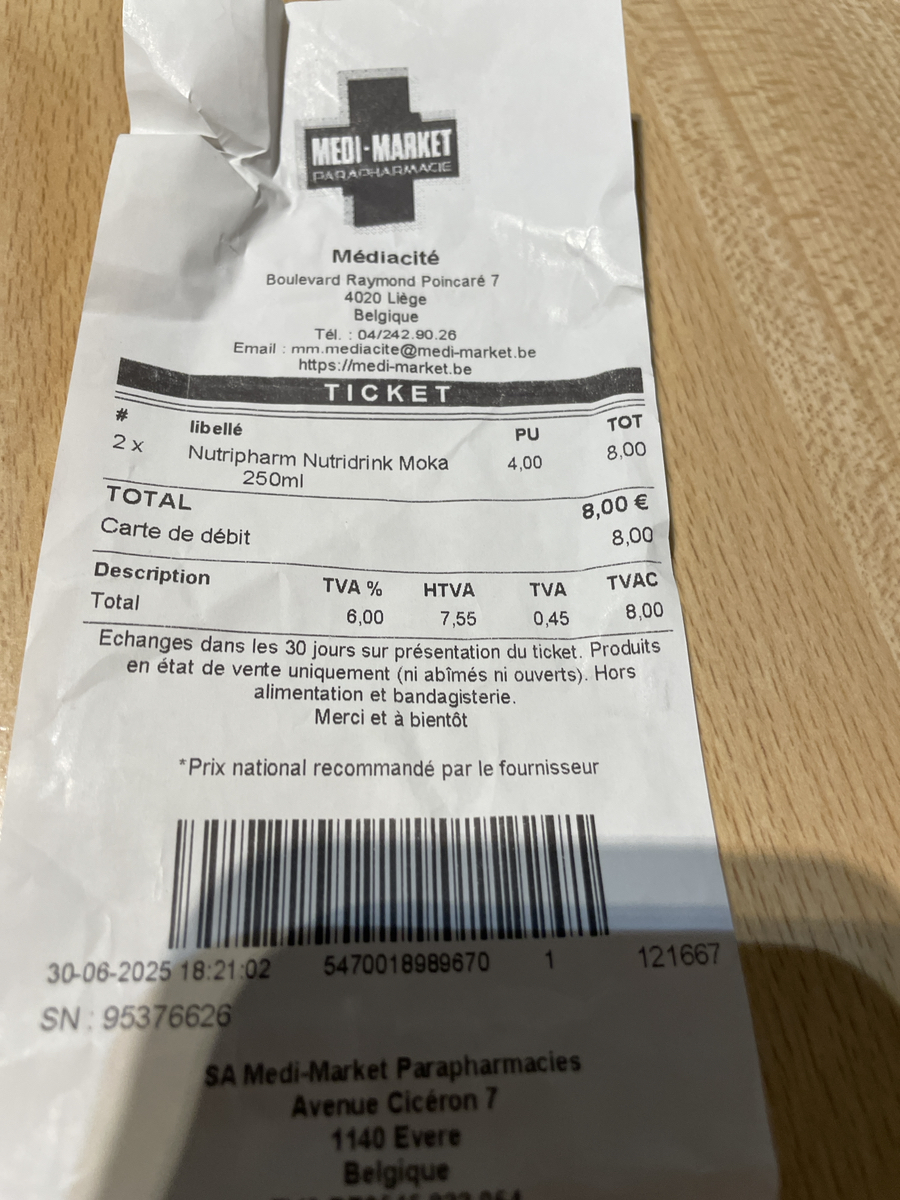 MEDI-MARKET
PARAPHARMACIE
Médiacité
Boulevard Raymond Poincaré 7
4020 Liège
Belgique
Tél. : 04/242.90.26
Email : mm.mediacite@medi-market.be
https://medi-market.be
TICKET
# libellé PU TOT
2 x Nutripharm Nutridrink Moka 4,00 8,00
250ml
TOTAL 8,00 €
Carte de débit 8,00
Description TVA % HTVA TVA TVAC
Total 6,00 7,55 0,45 8,00
Echanges dans les 30 jours sur présentation du ticket. Produits
en état de vente uniquement (ni abîmés ni ouverts). Hors
alimentation et bandagisterie.
Merci et à bientôt
*Prix national recommandé par le fournisseur
30-06-2025 18:21:02 5470018989670 1 121667
SN : 95376626
SA Medi-Market Parapharmacies
Avenue Cicéron 7
1140 Evere
Belgique